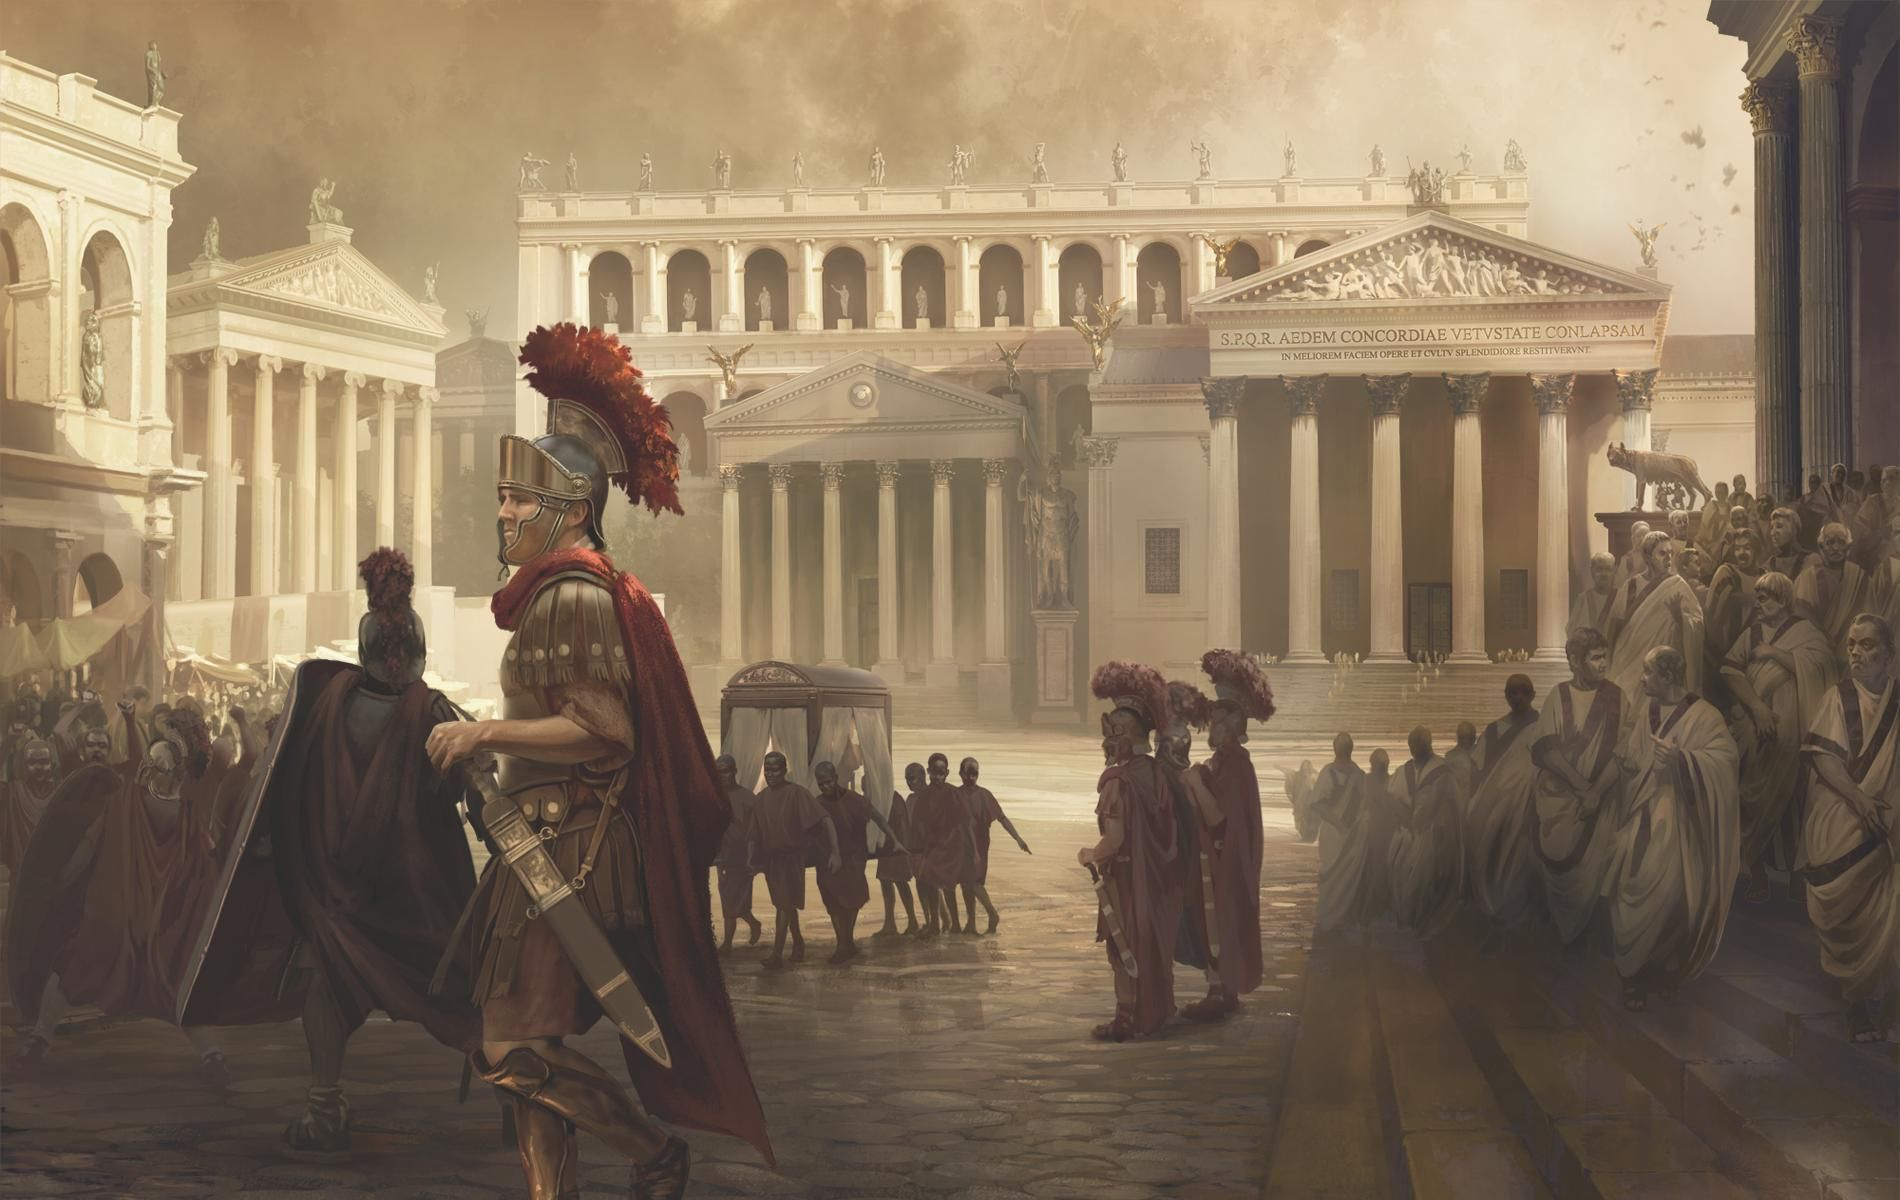 S.P.Q.R. AEDEM CONCORDIAE VETVSTATE CONLAPSAM
IN MELIOREM FACIEM OPERE ET CVLTV SPLENDIDIORE RESTITVERVNT.